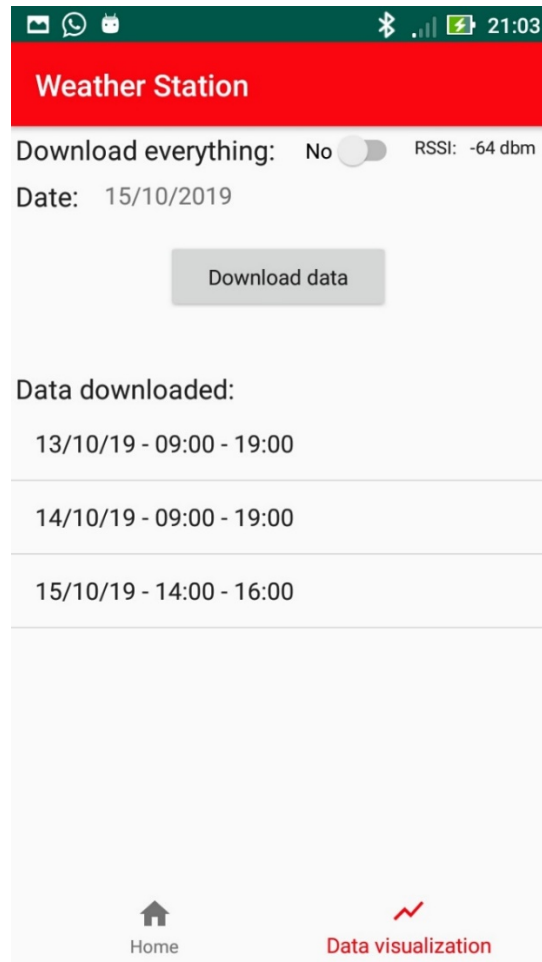 21:03
Weather Station
Download everything: No RSSI: -64 dbm
Date: 15/10/2019
Download data
Data downloaded:
13/10/19 - 09:00 - 19:00
14/10/19 - 09:00 - 19:00
15/10/19 - 14:00 - 16:00
Home Data visualization